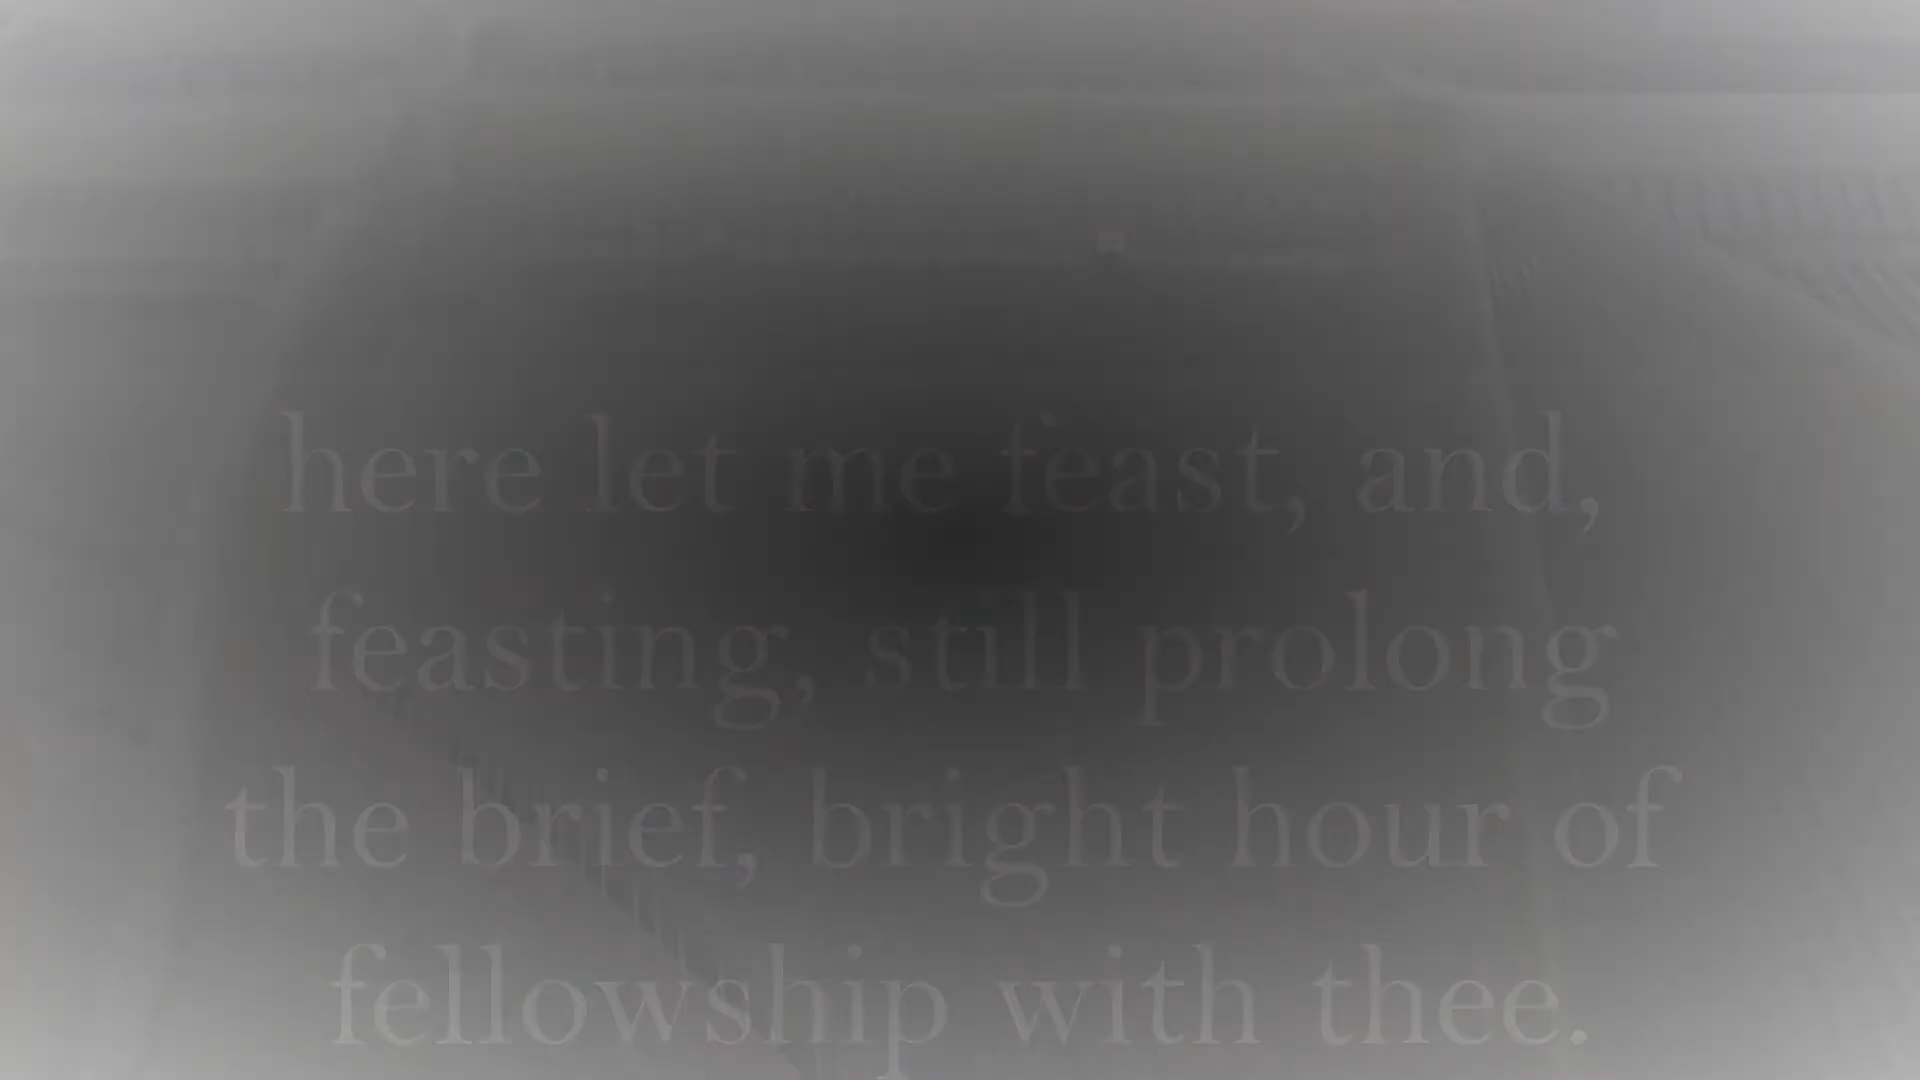 here let me feast, and,
feasting, still prolong
the brief, bright hour of
fellowship with thee.